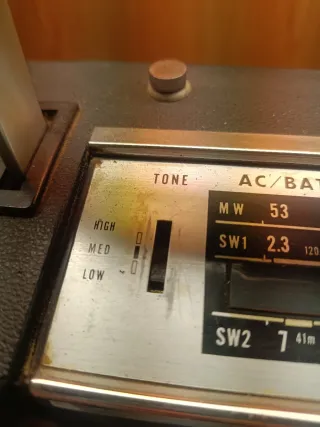 TONE AC/BAT
HIGH
MED
LOW
MW 53
SW1 2.3 120
SW2 7 41m